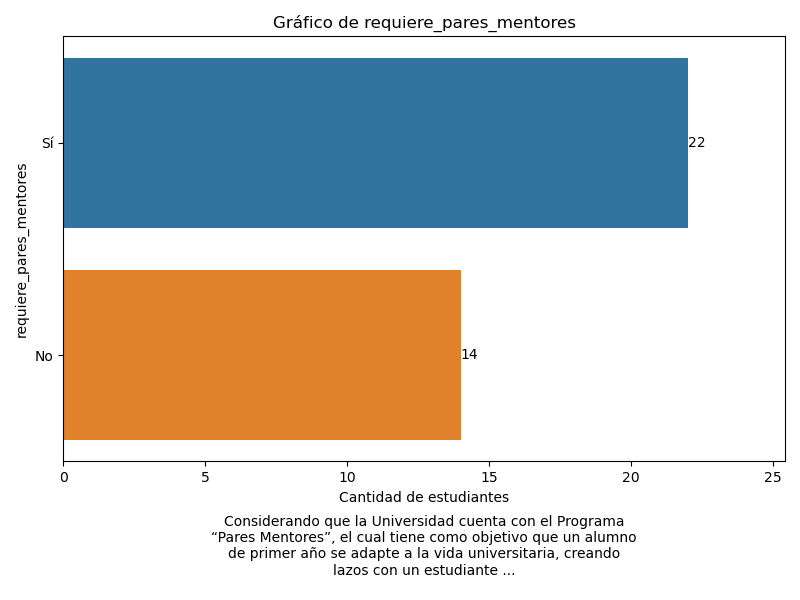 Gráfico de requiere_pares_mentores
requiere_pares_mentores
Sí
22
No
14
0 5 10 15 20 25
Cantidad de estudiantes
Considerando que la Universidad cuenta con el Programa
“Pares Mentores”, el cual tiene como objetivo que un alumno
de primer año se adapte a la vida universitaria, creando
lazos con un estudiante ...